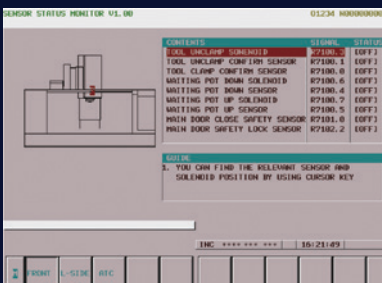 SENSOR STATUS MONITOR V1.00 01234 N00000000
CONTENTS SIGNAL STATUS
TOOL UNCLAMP SONENOID R7100.3 [OFF]
TOOL UNCLAMP CONFIRM SENSOR R7100.1 [OFF]
TOOL CLAMP CONFIRM SENSOR R7100.0 [OFF]
WAITING POT DOWN SOLENOID R7100.6 [OFF]
WAITING POT DOWN SENSOR R7100.4 [OFF]
WAITING POT UP SOLENOID R7100.7 [OFF]
WAITING POT UP SENSOR R7100.5 [OFF]
MAIN DOOR CLOSE SAFETY SENSOR R7101.0 [OFF]
MAIN DOOR SAFETY LOCK SENSOR R7102.2 [OFF]
GUIDE
1. YOU CAN FIND THE RELEVANT SENSOR AND
SOLENOID POSITION BY USING CURSOR KEY
INC **** *** *** 16:21:49
FRONT L-SIDE ATC